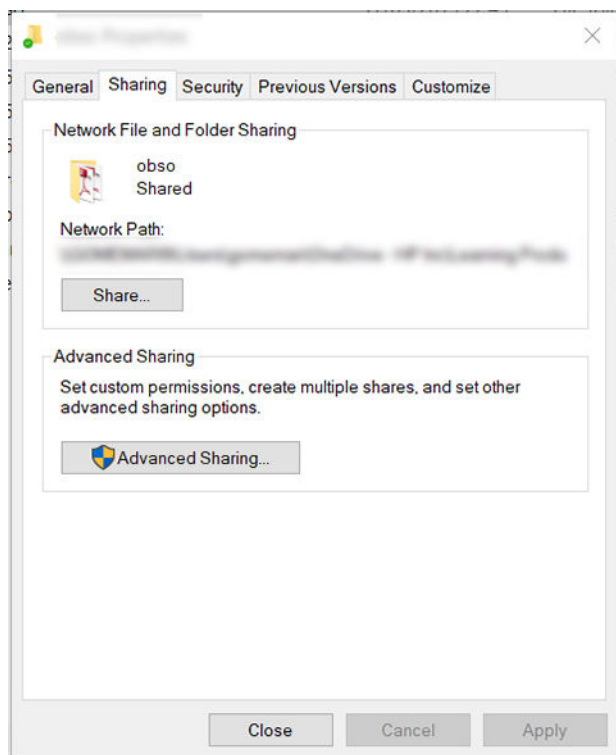 General
Sharing
Security
Previous Versions
Customize
Network File and Folder Sharing
obso
Shared
Network Path:
Share...
Advanced Sharing
Set custom permissions, create multiple shares, and set other
advanced sharing options.
Advanced Sharing...
Close
Cancel
Apply